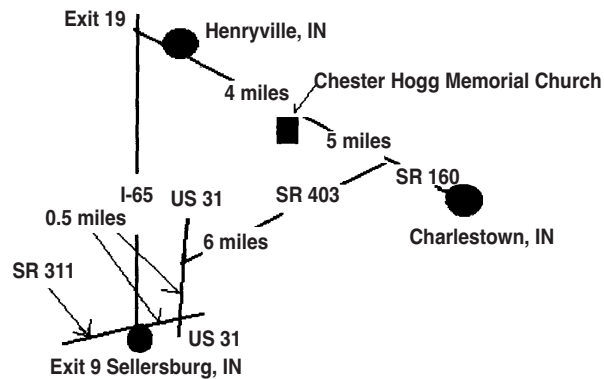 Exit 19
Henryville, IN
4 miles
Chester Hogg Memorial Church
5 miles
I-65
US 31
SR 403
SR 160
0.5 miles
6 miles
Charlestown, IN
SR 311
US 31
Exit 9 Sellersburg, IN